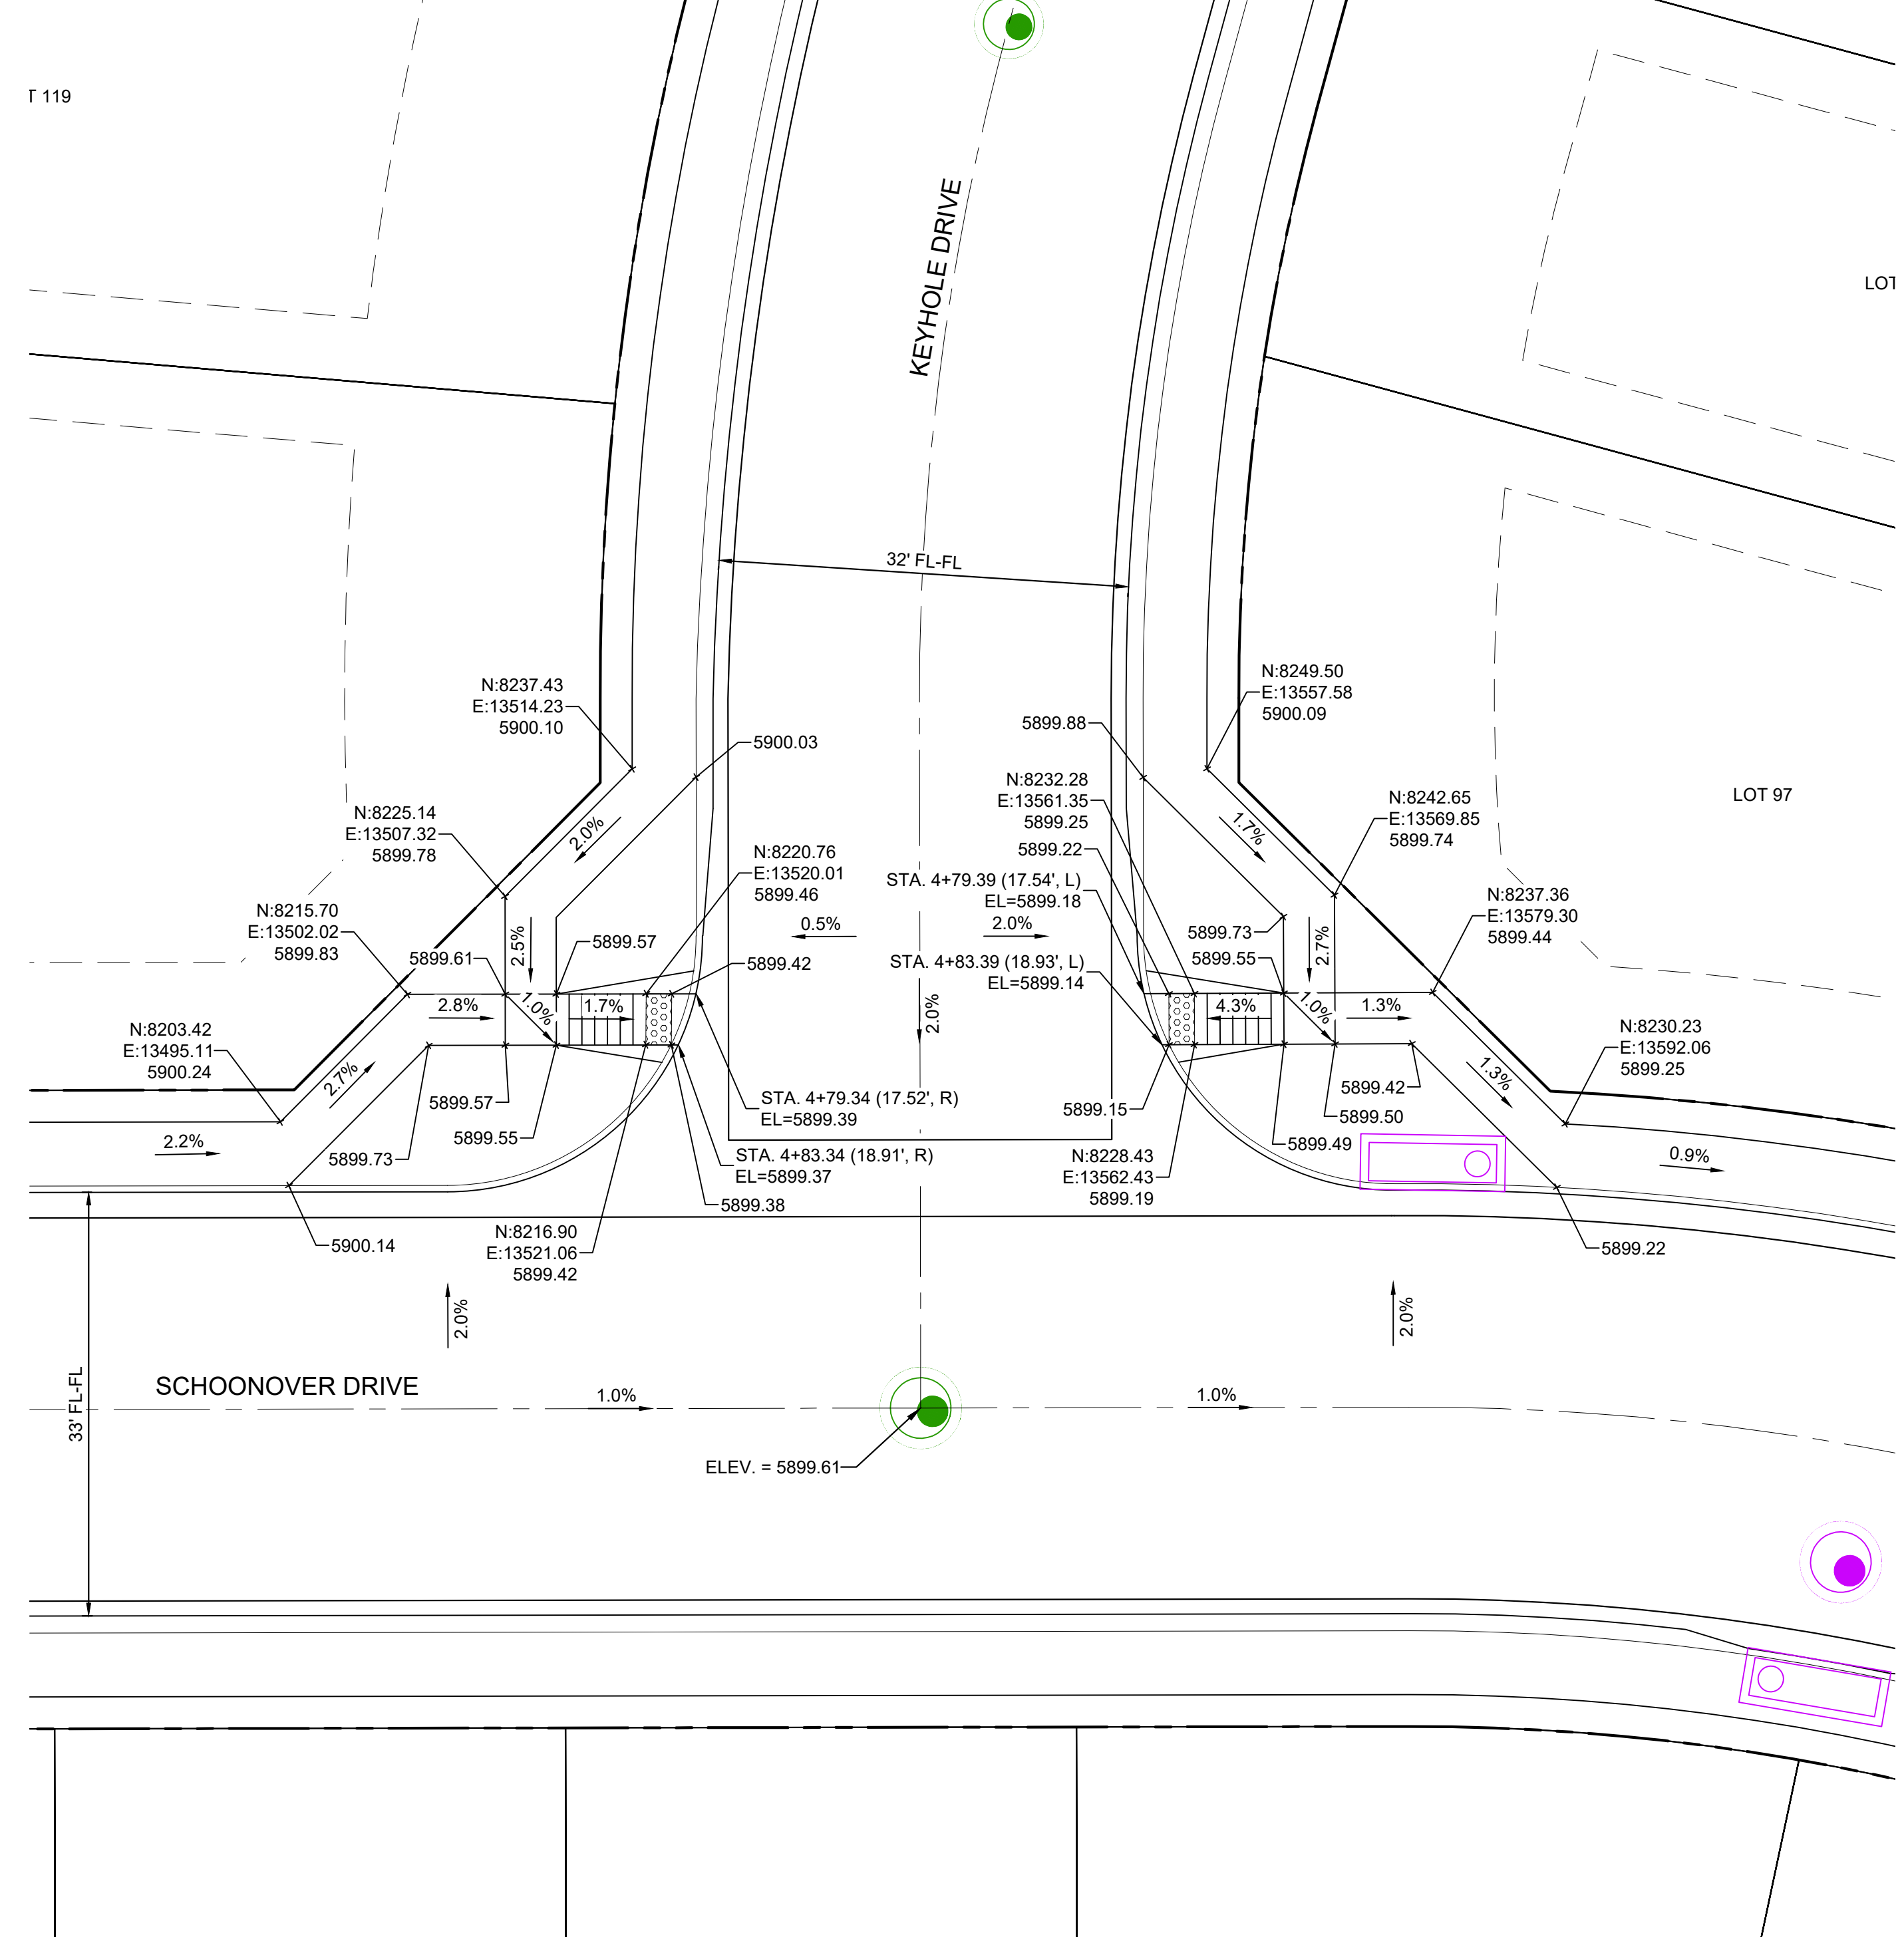 T 119
LOT
KEYHOLE DRIVE
32' FL-FL
N:8237.43
E:13514.23
5900.10
5900.03
N:8249.50
E:13557.58
5900.09
5899.88
N:8225.14
E:13507.32
5899.78
2.0%
N:8232.28
E:13561.35
5899.25
1.7%
N:8242.65
E:13569.85
5899.74
LOT 97
N:8220.76
E:13520.01
5899.46
5899.22
STA. 4+79.39 (17.54', L)
EL=5899.18
N:8215.70
E:13502.02
5899.83
5899.61
2.5%
5899.57
0.5%
2.0%
5899.73
5899.55
2.7%
N:8237.36
E:13579.30
5899.44
5899.42
STA. 4+83.39 (18.93', L)
EL=5899.14
2.8%
1.0%
1.7%
2.0%
4.3%
1.0%
1.3%
N:8203.42
E:13495.11
5900.24
2.7%
1.3%
N:8230.23
E:13592.06
5899.25
5899.57
5899.55
STA. 4+79.34 (17.52', R)
EL=5899.39
5899.15
5899.42
5899.50
5899.49
2.2%
5899.73
STA. 4+83.34 (18.91', R)
EL=5899.37
N:8228.43
E:13562.43
5899.19
0.9%
5899.38
5900.14
N:8216.90
E:13521.06
5899.42
5899.22
2.0%
2.0%
33' FL-FL
SCHOONOVER DRIVE
1.0%
1.0%
ELEV. = 5899.61